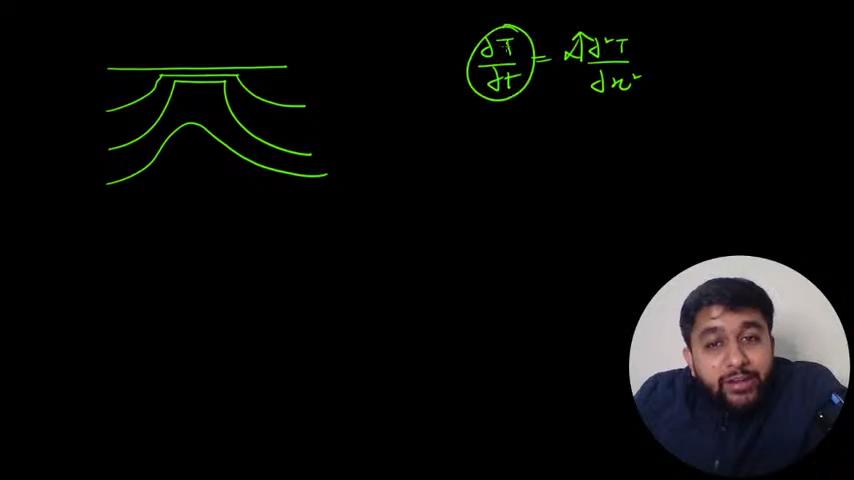 dT/dt = α↑ d²T/dx²